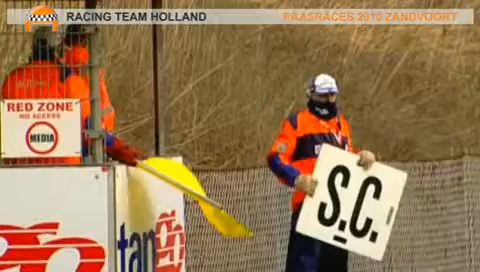 RACING TEAM HOLLAND
PAASRACES 2010 ZANDVOORT
RED ZONE
NO ACCESS
MEDIA
S.C.